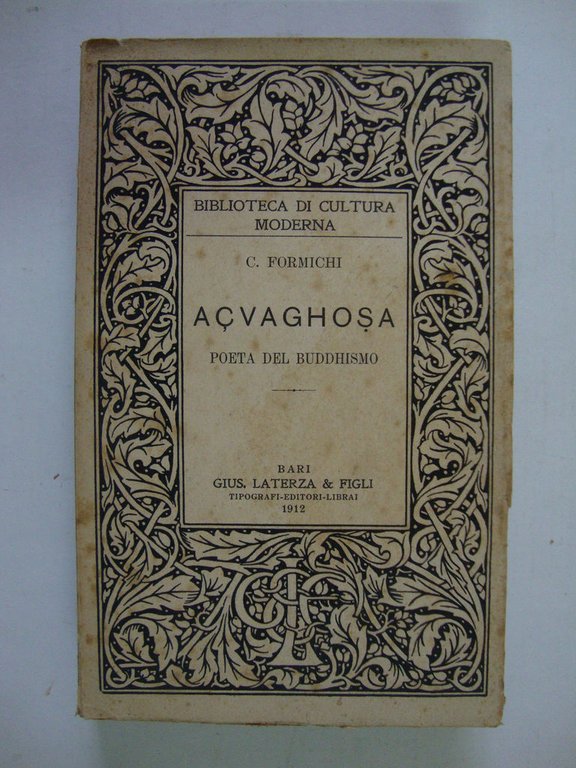 BIBLIOTECA DI CULTURA
MODERNA
C. FORMICHI
AÇVAGHOṢA
POETA DEL BUDDHISMO
BARI
GIUS. LATERZA & FIGLI
TIPOGRAFI-EDITORI-LIBRAI
1912